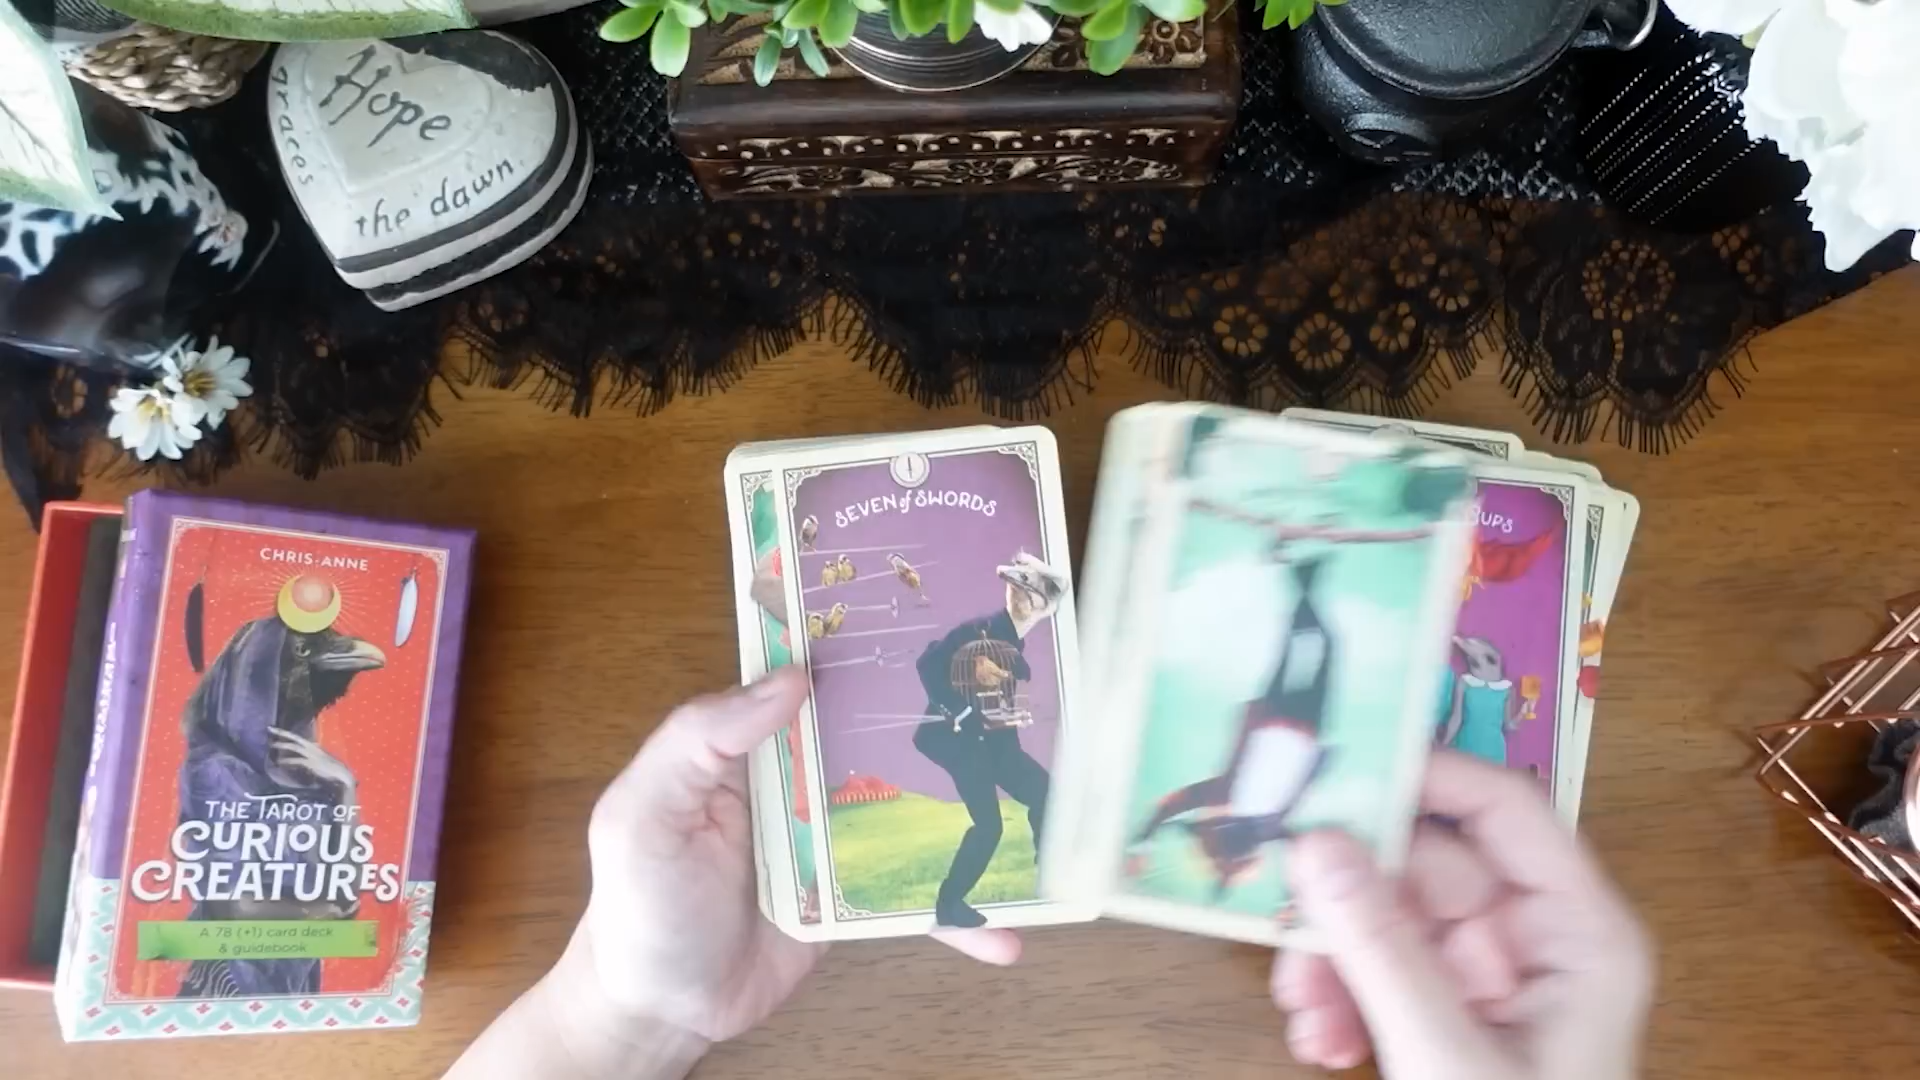 Hope
graces
the dawn
SEVEN of SWORDS
CUPS
CHRIS-ANNE
THE TAROT OF
CURIOUS
CREATURES
A 78 (+1) card deck
& guidebook